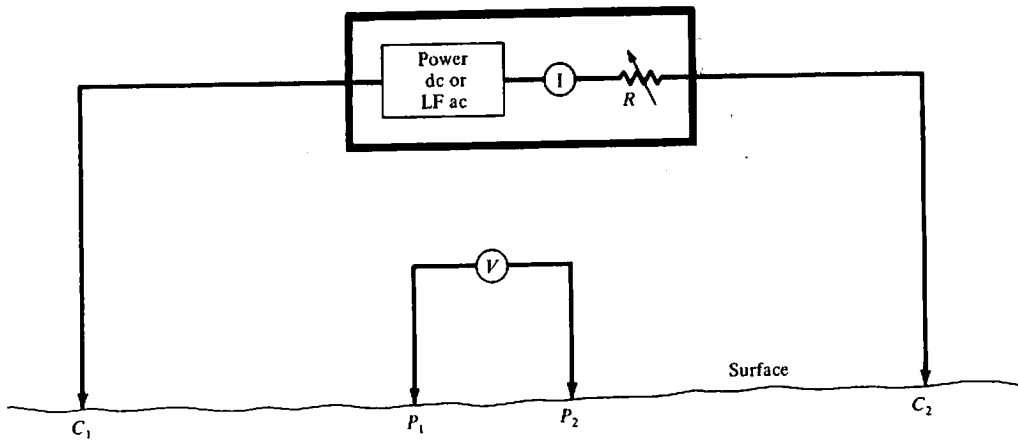 Power
dc or
LF ac
I
R
V
Surface
C₁
P₁
P₂
C₂